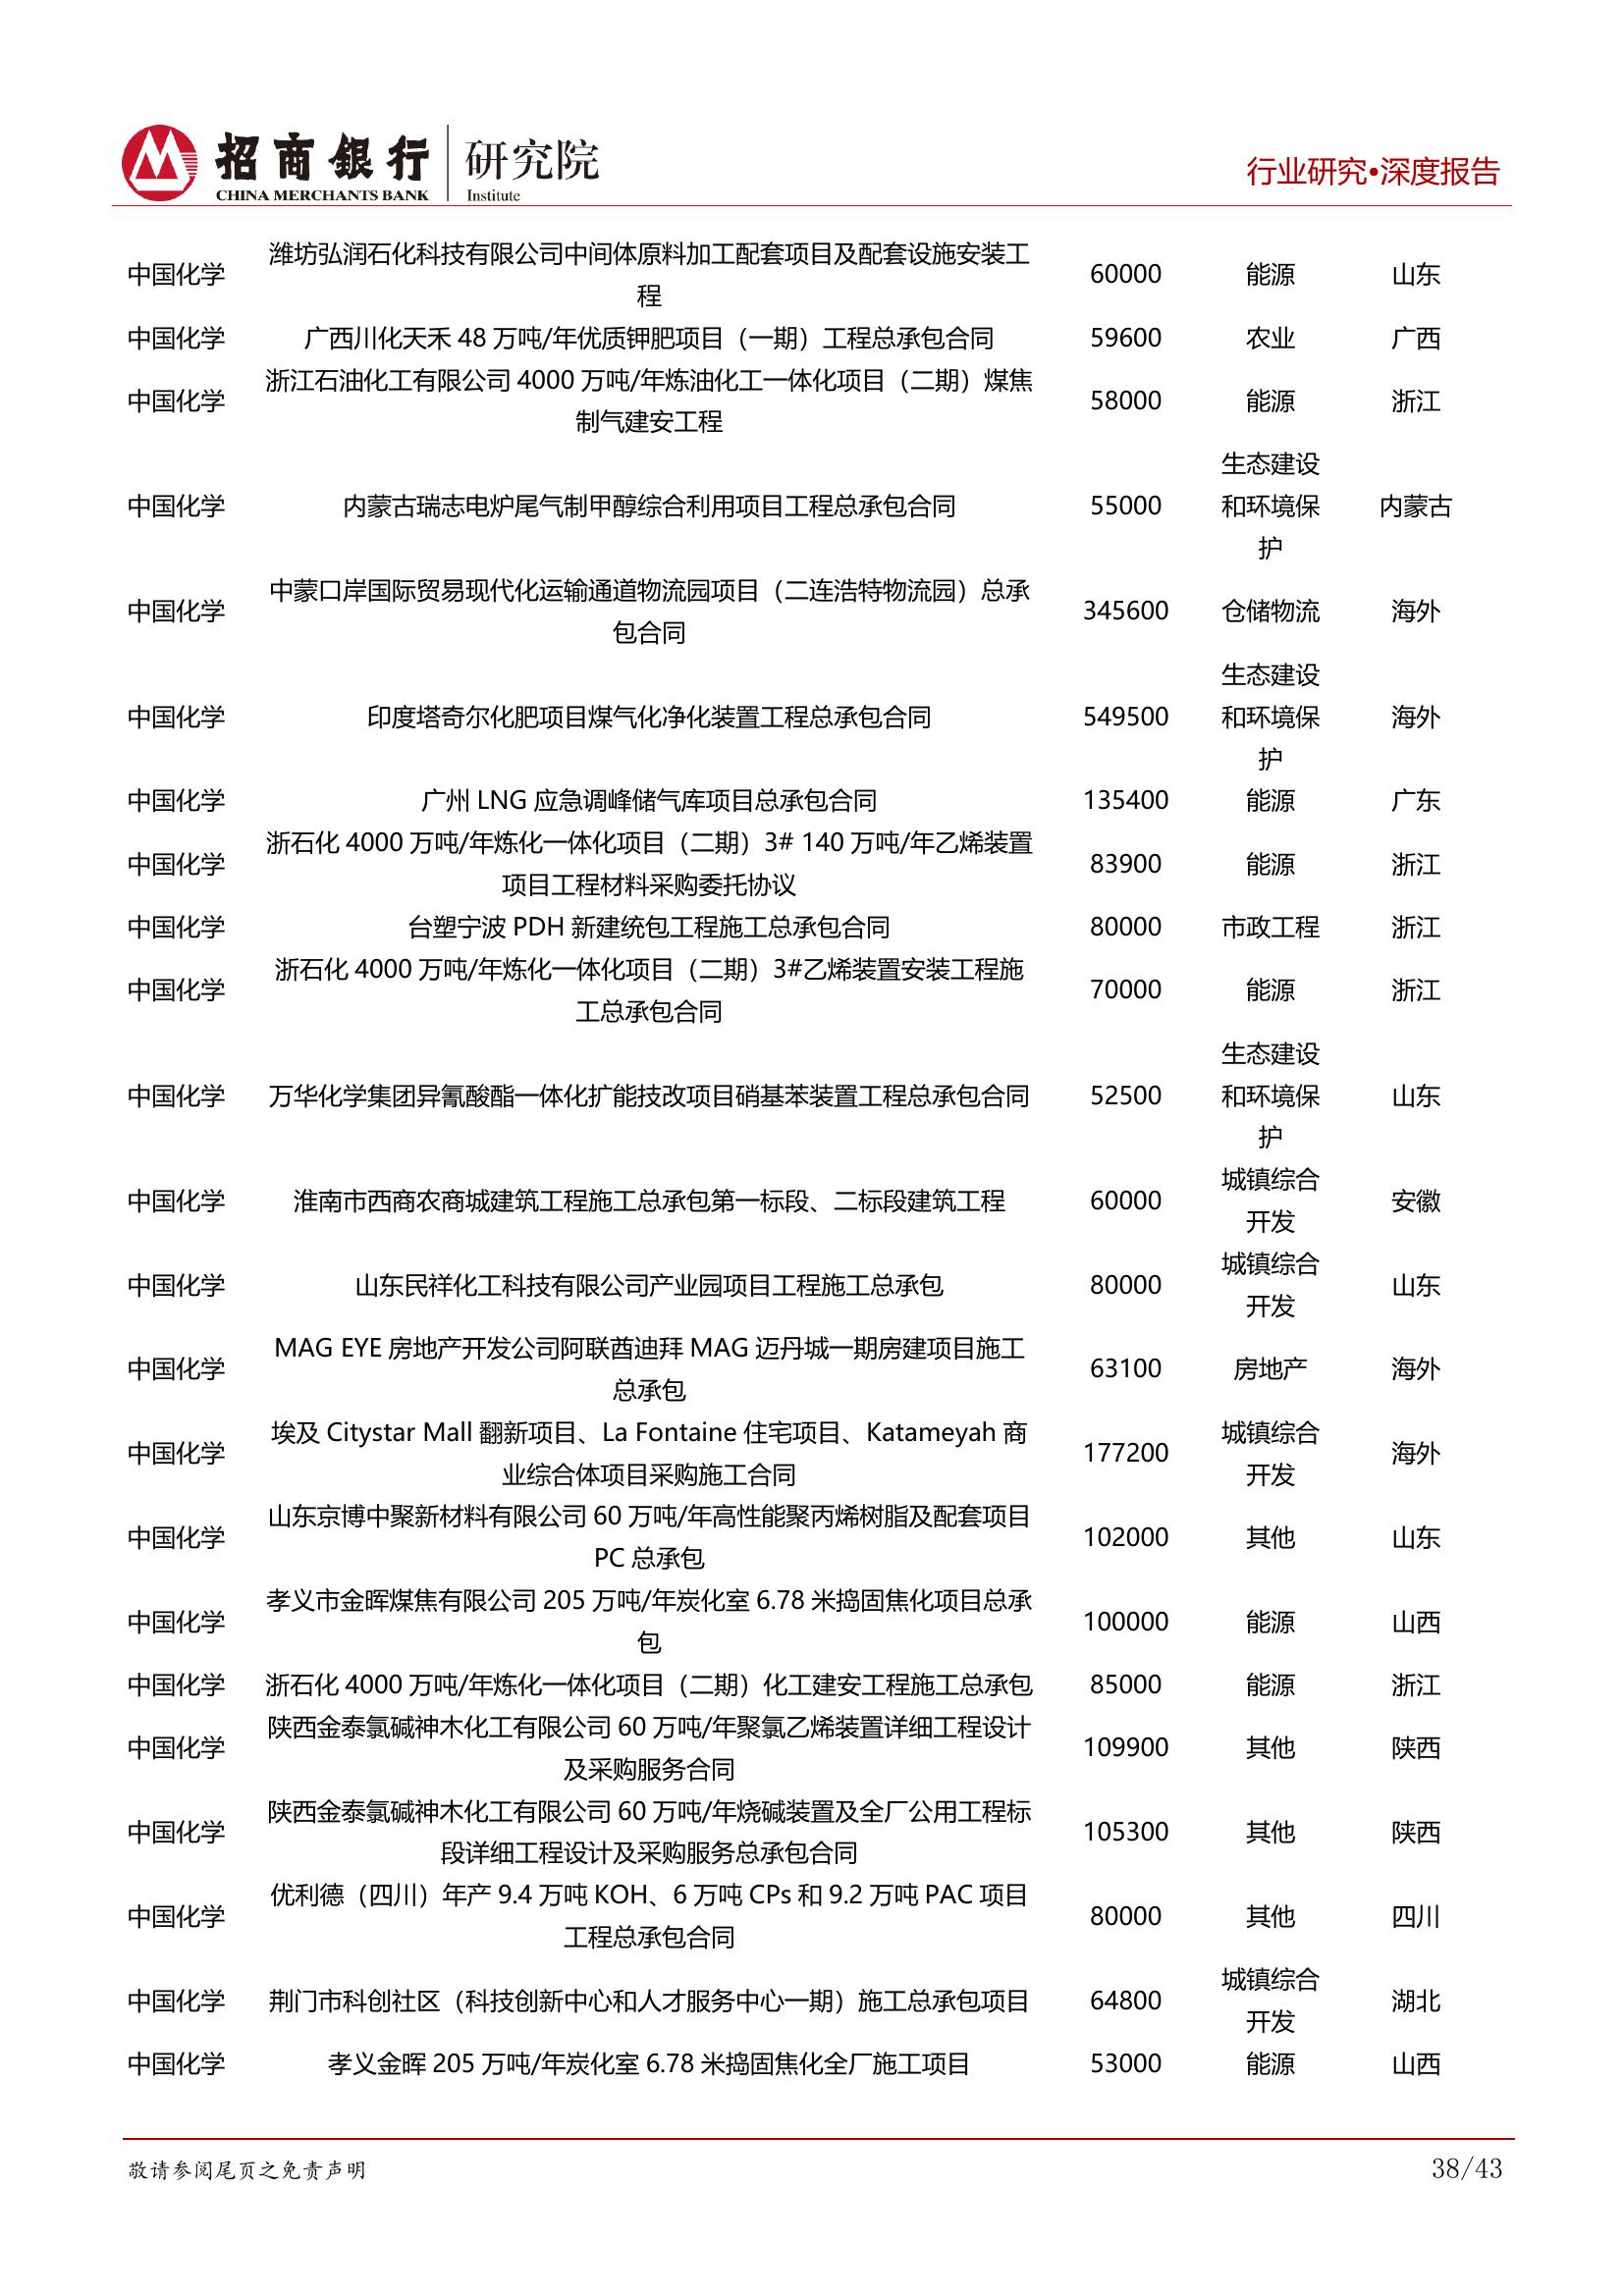 招商银行 研究院
CHINA MERCHANTS BANK Institute
行业研究•深度报告
中国化学 潍坊弘润石化科技有限公司中间体原料加工配套项目及配套设施安装工 60000 能源 山东
程
中国化学 广西川化天禾 48 万吨/年优质钾肥项目（一期）工程总承包合同 59600 农业 广西
中国化学 浙江石油化工有限公司 4000 万吨/年炼油化工一体化项目（二期）煤焦 58000 能源 浙江
制气建安工程
生态建设
中国化学 内蒙古瑞志电炉尾气制甲醇综合利用项目工程总承包合同 55000 和环境保 内蒙古
护
中国化学 中蒙口岸国际贸易现代化运输通道物流园项目（二连浩特物流园）总承 345600 仓储物流 海外
包合同
生态建设
中国化学 印度塔奇尔化肥项目煤气化净化装置工程总承包合同 549500 和环境保 海外
护
中国化学 广州 LNG 应急调峰储气库项目总承包合同 135400 能源 广东
中国化学 浙石化 4000 万吨/年炼化一体化项目（二期）3# 140 万吨/年乙烯装置 83900 能源 浙江
项目工程材料采购委托协议
中国化学 台塑宁波 PDH 新建统包工程施工总承包合同 80000 市政工程 浙江
中国化学 浙石化 4000 万吨/年炼化一体化项目（二期）3#乙烯装置安装工程施 70000 能源 浙江
工总承包合同
生态建设
中国化学 万华化学集团异氰酸酯一体化扩能技改项目硝基苯装置工程总承包合同 52500 和环境保 山东
护
中国化学 淮南市西商农商城建筑工程施工总承包第一标段、二标段建筑工程 60000 城镇综合 安徽
开发
中国化学 山东民祥化工科技有限公司产业园项目工程施工总承包 80000 城镇综合 山东
开发
中国化学 MAG EYE 房地产开发公司阿联酋迪拜 MAG 迈丹城一期房建项目施工 63100 房地产 海外
总承包
中国化学 埃及 Citystar Mall 翻新项目、La Fontaine 住宅项目、Katameyah 商 177200 城镇综合 海外
业综合体项目采购施工合同 开发
中国化学 山东京博中聚新材料有限公司 60 万吨/年高性能聚丙烯树脂及配套项目 102000 其他 山东
PC 总承包
中国化学 孝义市金晖煤焦有限公司 205 万吨/年炭化室 6.78 米捣固焦化项目总承 100000 能源 山西
包
中国化学 浙石化 4000 万吨/年炼化一体化项目（二期）化工建安工程施工总承包 85000 能源 浙江
中国化学 陕西金泰氯碱神木化工有限公司 60 万吨/年聚氯乙烯装置详细工程设计 109900 其他 陕西
及采购服务合同
中国化学 陕西金泰氯碱神木化工有限公司 60 万吨/年烧碱装置及全厂公用工程标 105300 其他 陕西
段详细工程设计及采购服务总承包合同
中国化学 优利德（四川）年产 9.4 万吨 KOH、6 万吨 CPs 和 9.2 万吨 PAC 项目 80000 其他 四川
工程总承包合同
中国化学 荆门市科创社区（科技创新中心和人才服务中心一期）施工总承包项目 64800 城镇综合 湖北
开发
中国化学 孝义金晖 205 万吨/年炭化室 6.78 米捣固焦化全厂施工项目 53000 能源 山西
敬请参阅尾页之免责声明 38/43